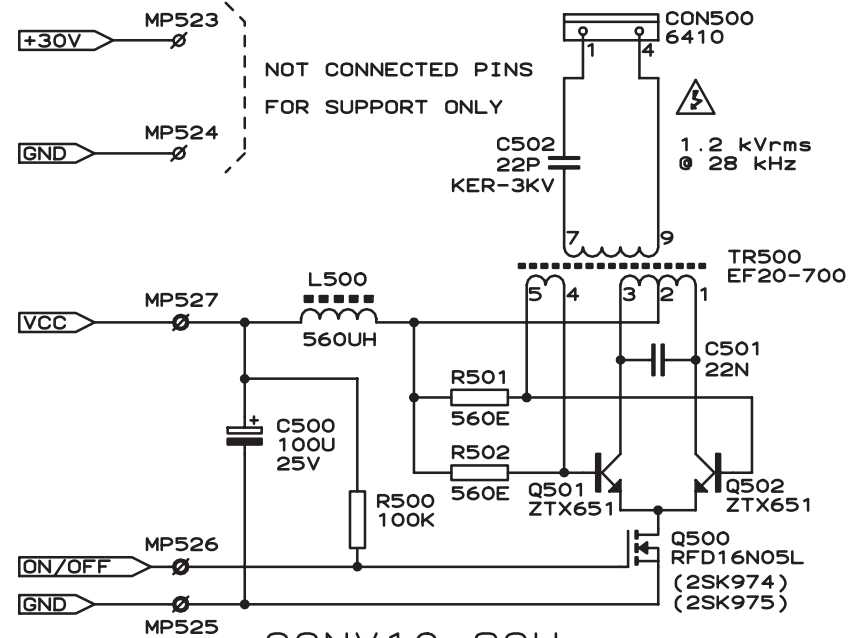 MP523
+30V
NOT CONNECTED PINS
FOR SUPPORT ONLY
MP524
GND
CON500
6410
1
4
C502
22P
KER-3KV
1.2 kVrms
@ 28 kHz
7
9
TR500
EF20-700
5
4
3
2
1
L500
560UH
MP527
VCC
C501
22N
R501
560E
R502
560E
+
C500
100U
25V
R500
100K
Q501
ZTX651
Q502
ZTX651
Q500
RFD16N05L
(2SK974)
(2SK975)
MP526
ON/OFF
GND
MP525